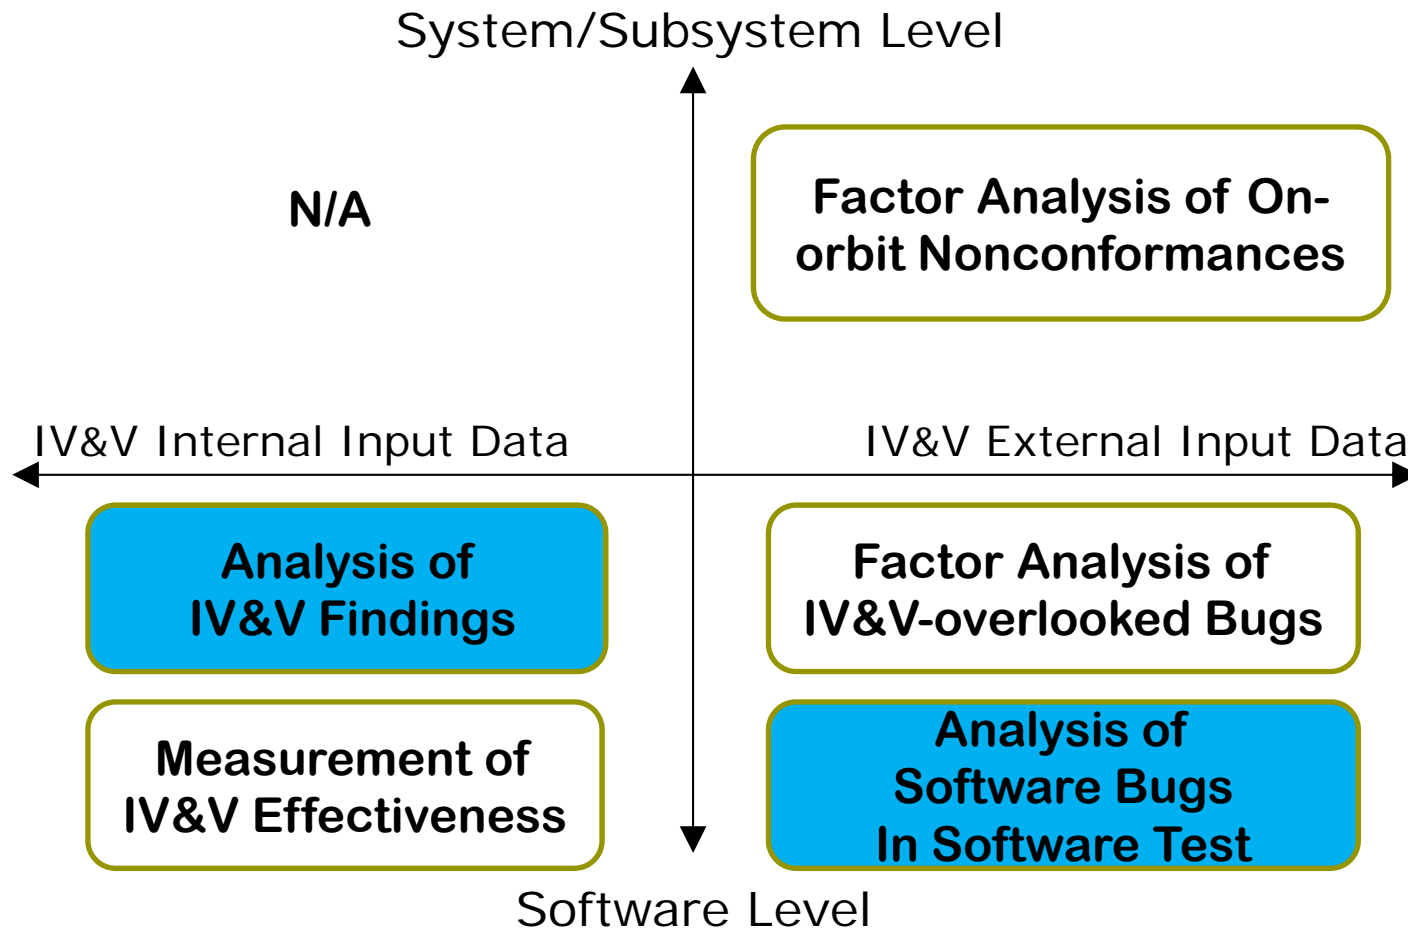 System/Subsystem Level
N/A
Factor Analysis of On-
orbit Nonconformances
IV&V Internal Input Data
IV&V External Input Data
Analysis of
IV&V Findings
Factor Analysis of
IV&V-overlooked Bugs
Measurement of
IV&V Effectiveness
Analysis of
Software Bugs
In Software Test
Software Level